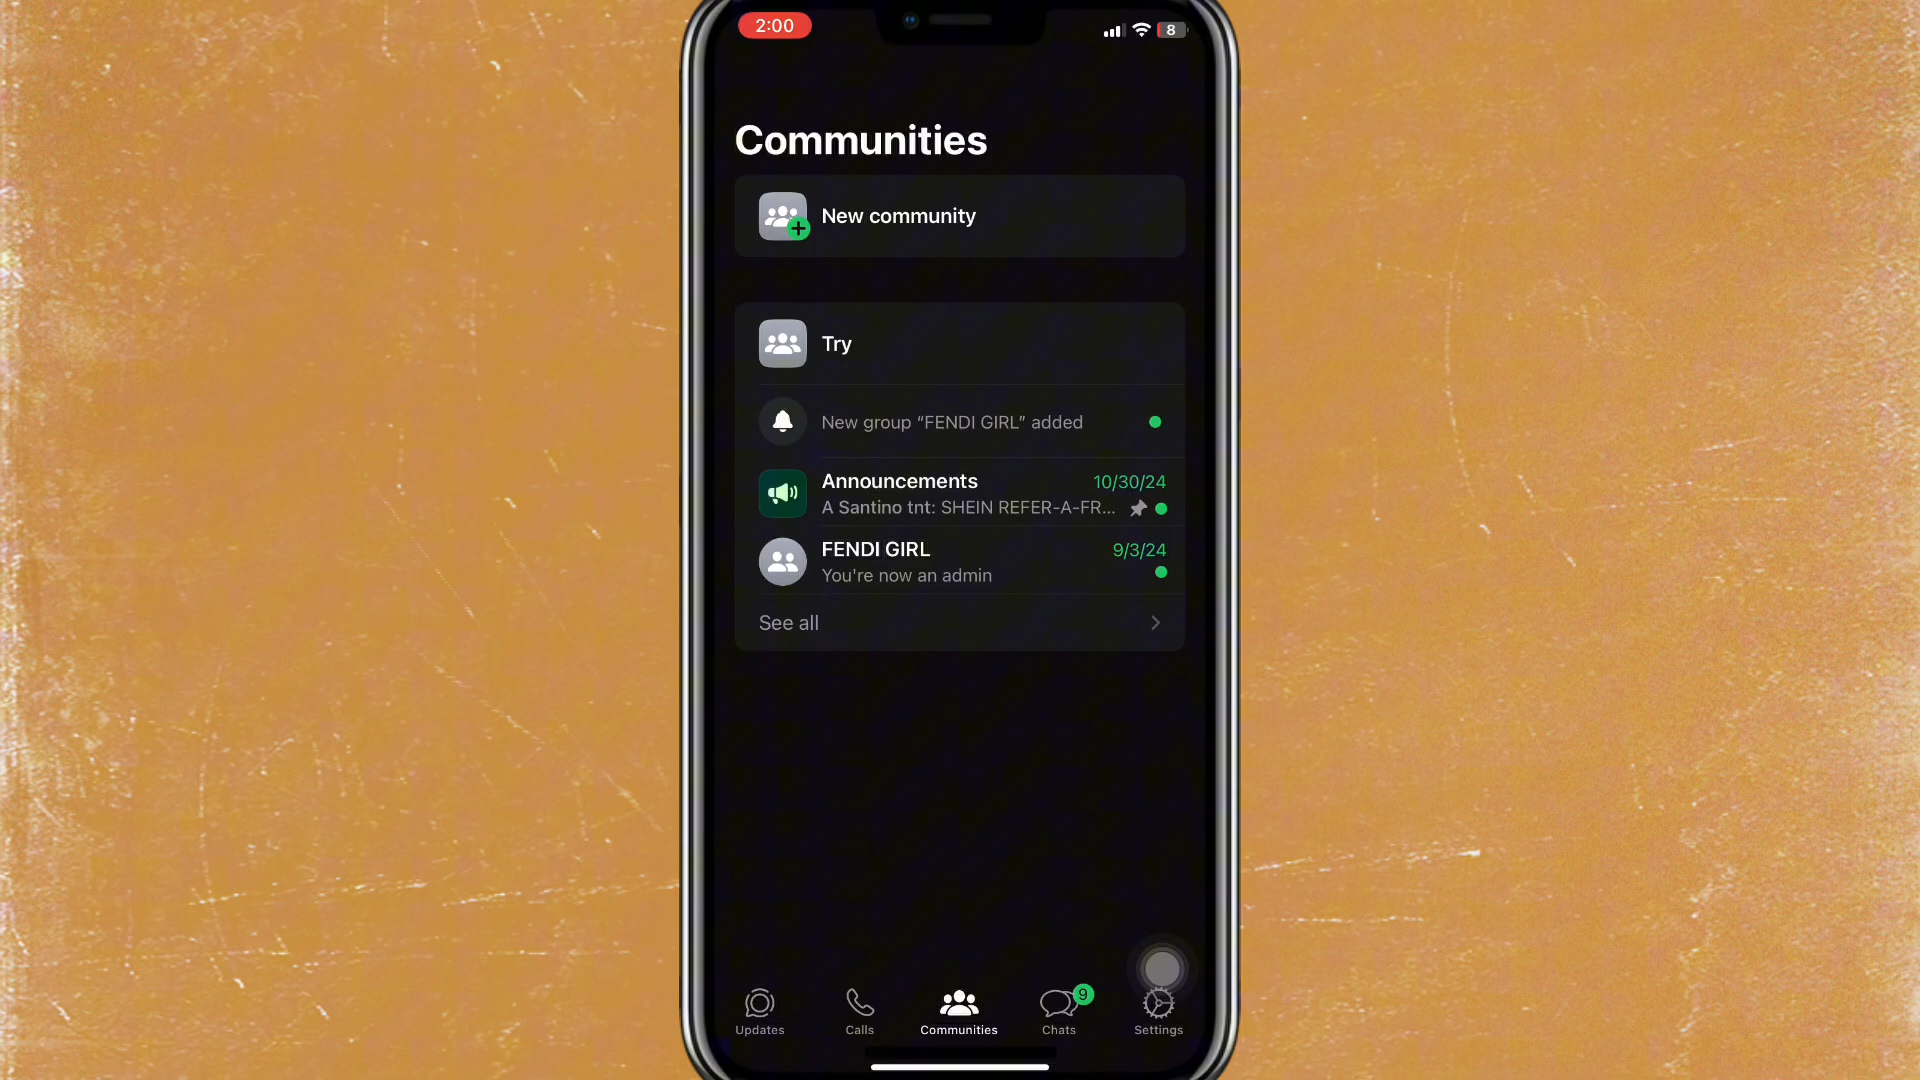 2:00
8
Communities
New community
Try
New group “FENDI GIRL” added
Announcements 10/30/24
A Santino tnt: SHEIN REFER-A-FR...
FENDI GIRL 9/3/24
You're now an admin
See all
9
Updates Calls Communities Chats Settings